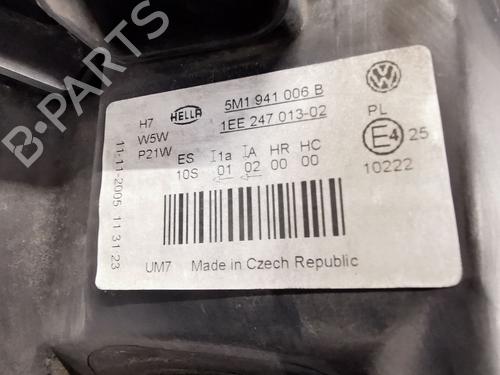 H7
W5W
P21W
HELLA
5M1 941 006 B
1EE 247 013-02
PL
E4 25
10222
ES I1a IA HR HC
10S 01 02 00 00
11-11-2005 11:31:23
UM7 Made in Czech Republic
B-PARTS